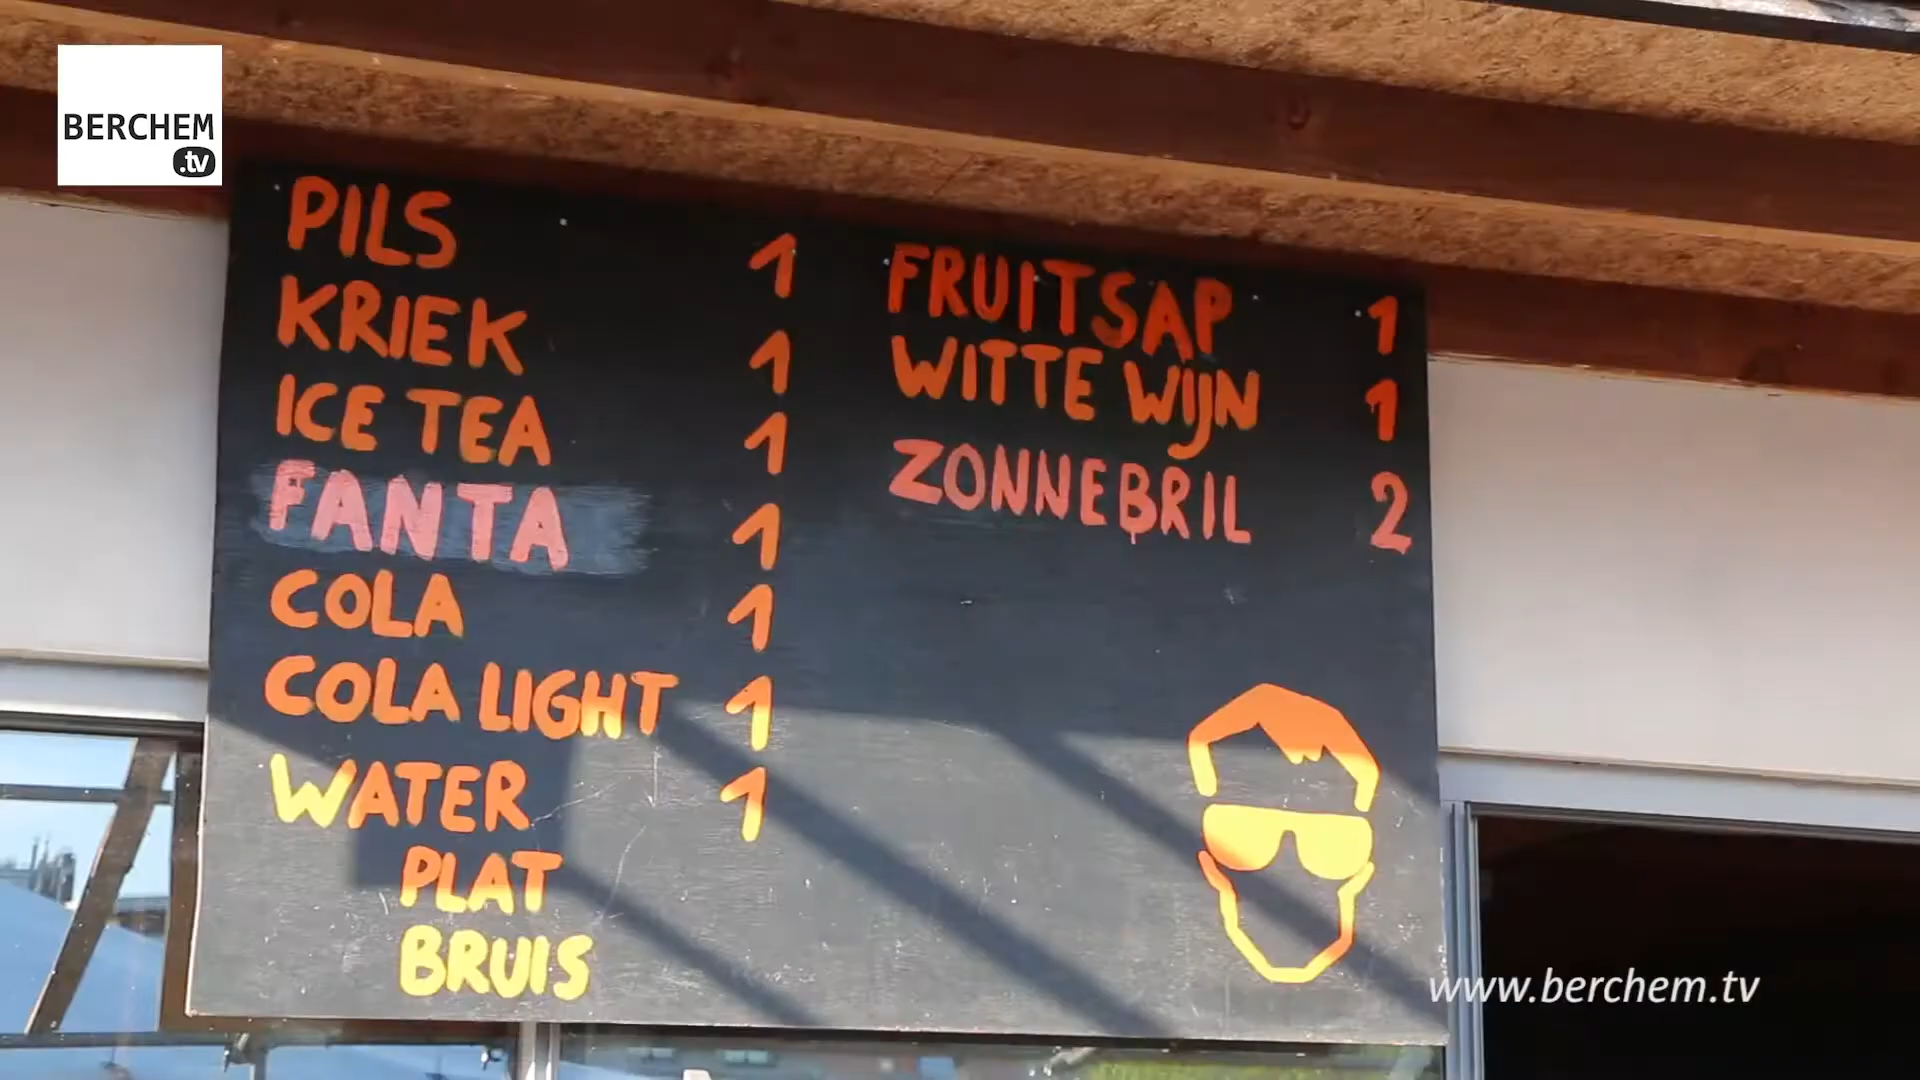 BERCHEM
.tv
PILS 1
KRIEK 1
ICE TEA 1
FANTA 1
COLA 1
COLA LIGHT 1
WATER 1
PLAT
BRUIS
FRUITSAP 1
WITTE WIJN 1
ZONNEBRIL 2
www.berchem.tv